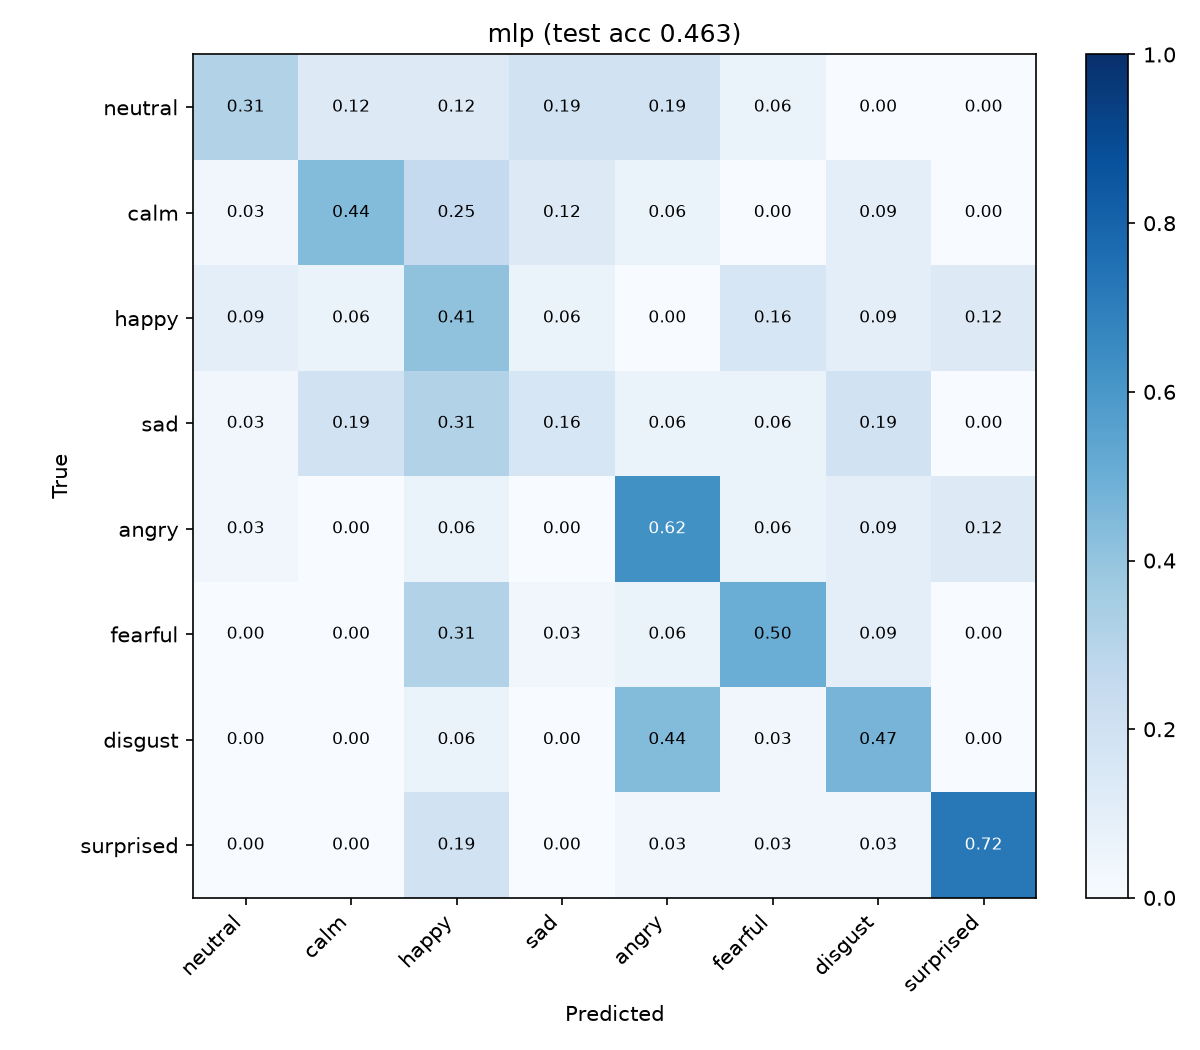 mlp (test acc 0.463)
neutral 0.31 0.12 0.12 0.19 0.19 0.06 0.00 0.00
calm 0.03 0.44 0.25 0.12 0.06 0.00 0.09 0.00
happy 0.09 0.06 0.41 0.06 0.00 0.16 0.09 0.12
sad 0.03 0.19 0.31 0.16 0.06 0.06 0.19 0.00
angry 0.03 0.00 0.06 0.00 0.62 0.06 0.09 0.12
fearful 0.00 0.00 0.31 0.03 0.06 0.50 0.09 0.00
disgust 0.00 0.00 0.06 0.00 0.44 0.03 0.47 0.00
surprised 0.00 0.00 0.19 0.00 0.03 0.03 0.03 0.72
True
neutral calm happy sad angry fearful disgust surprised
Predicted
1.0
0.8
0.6
0.4
0.2
0.0